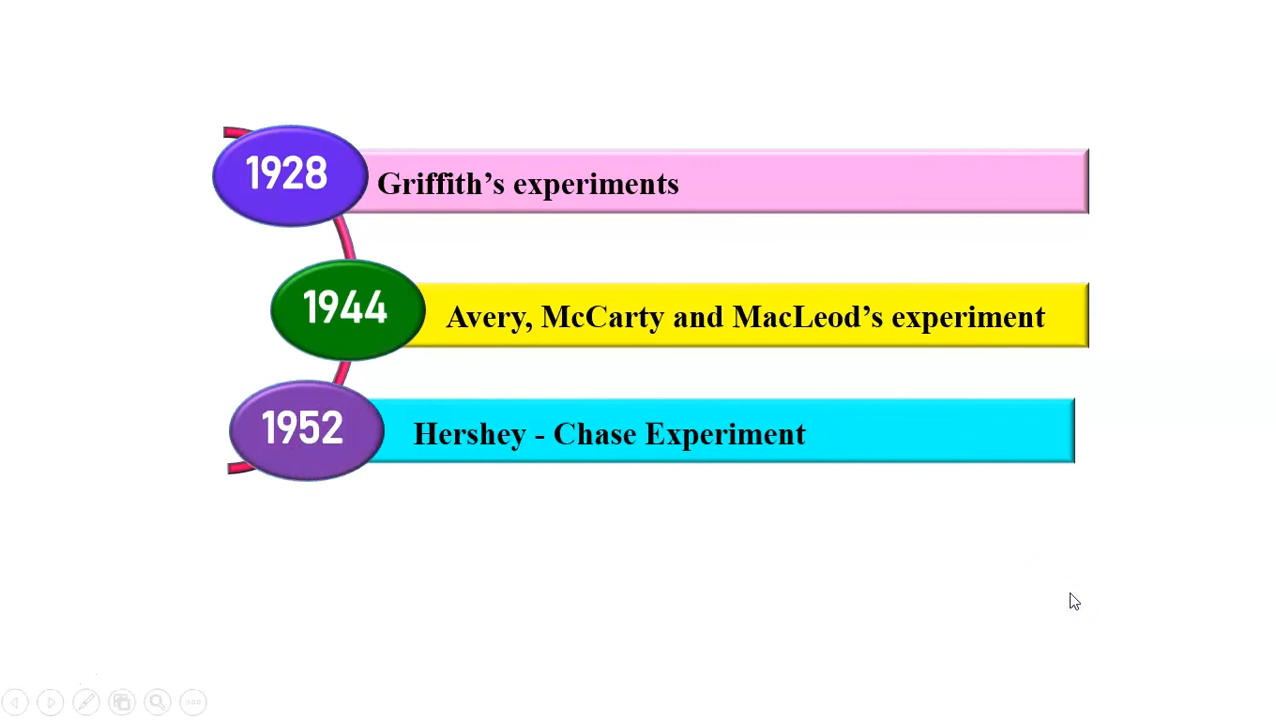 1928
Griffith’s experiments
1944
Avery, McCarty and MacLeod’s experiment
1952
Hershey - Chase Experiment